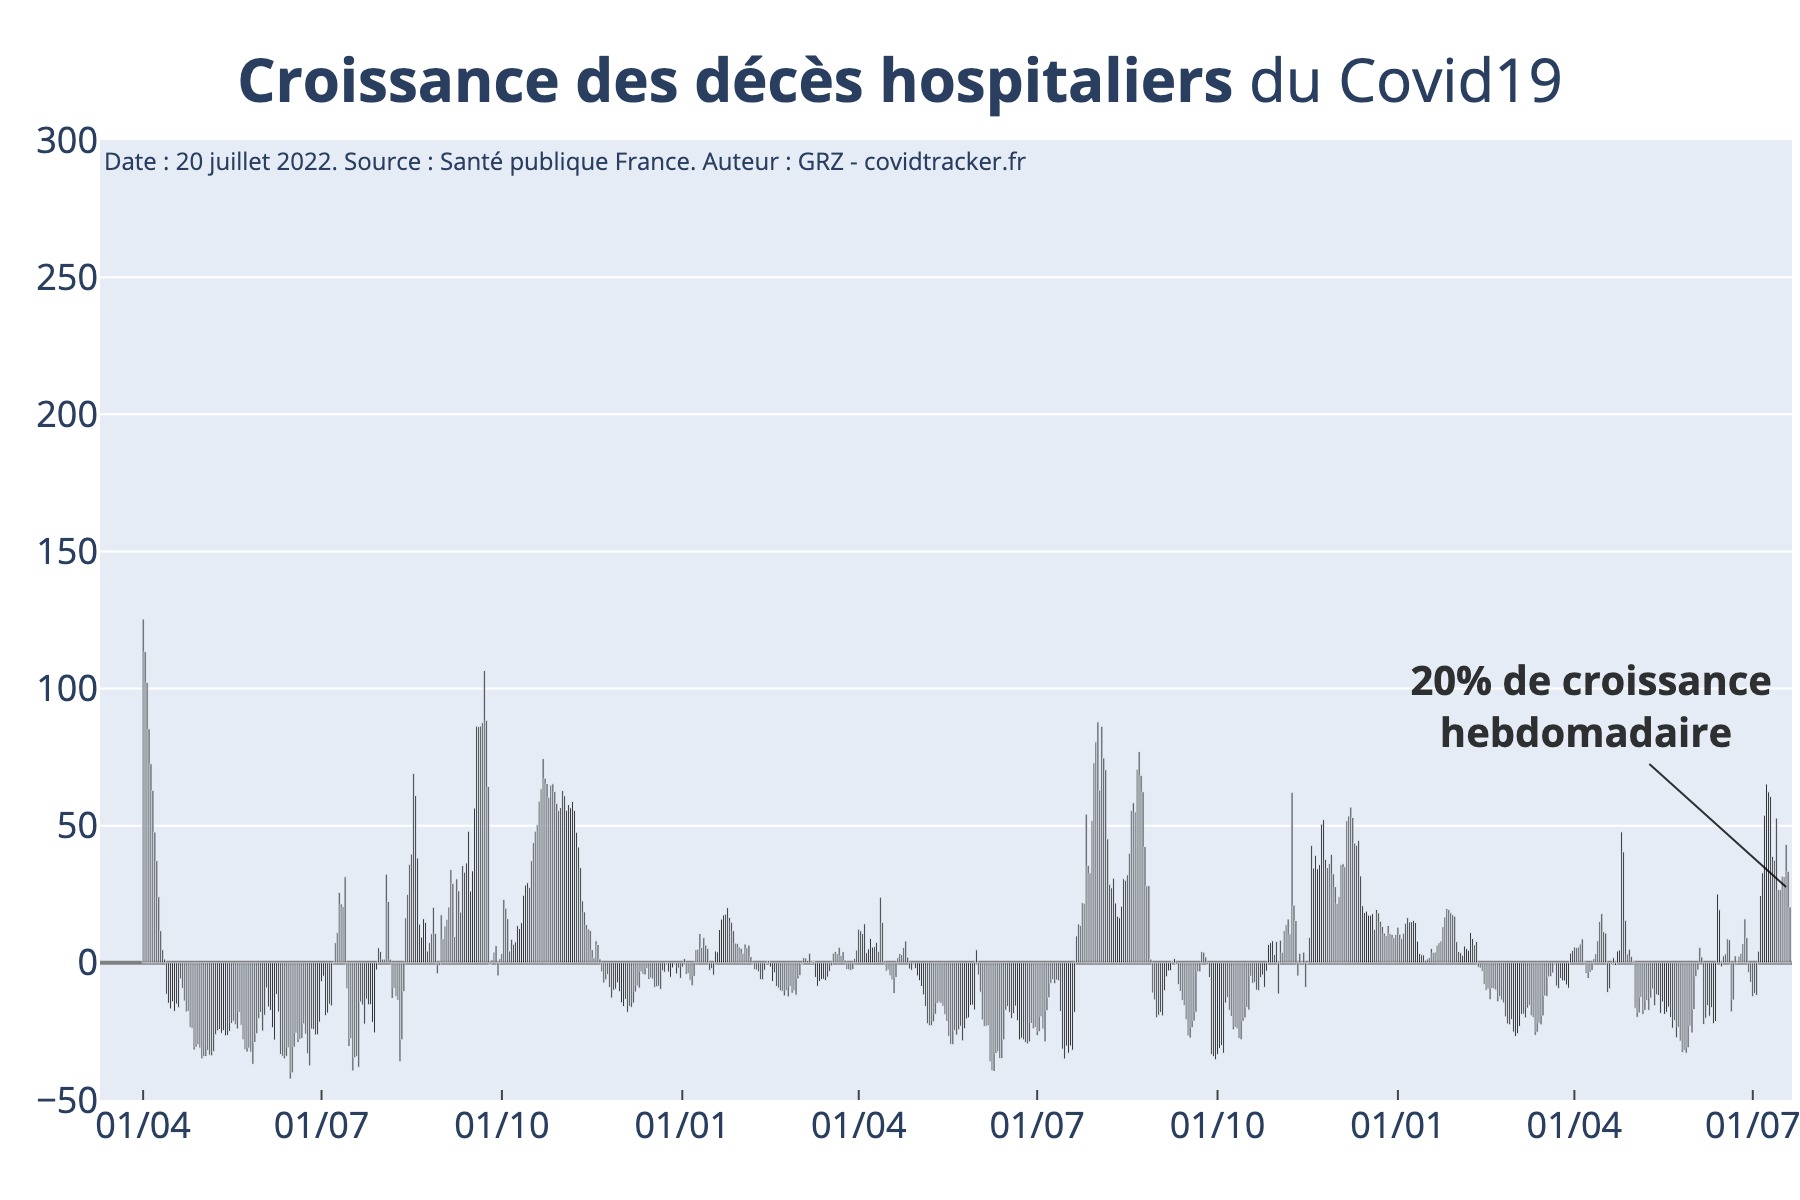 Croissance des décès hospitaliers du Covid19
300
Date : 20 juillet 2022. Source : Santé publique France. Auteur : GRZ - covidtracker.fr
250
200
150
100
20% de croissance
hebdomadaire
50
0
−50
01/04 01/07 01/10 01/01 01/04 01/07 01/10 01/01 01/04 01/07